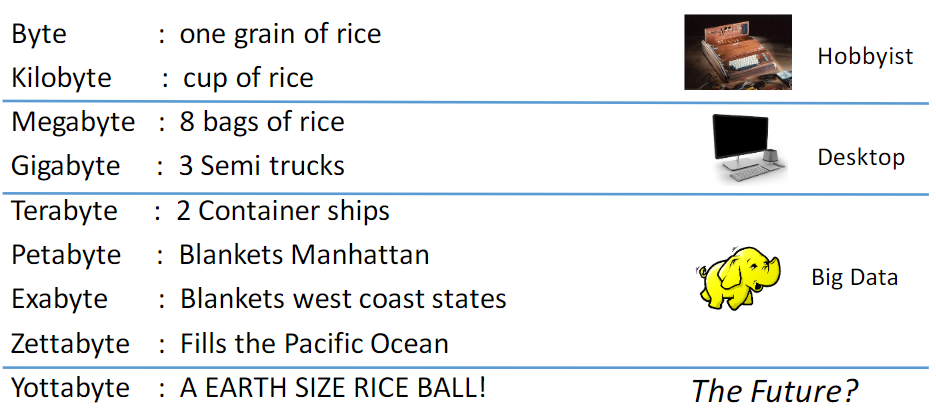 Byte : one grain of rice
Kilobyte : cup of rice
Hobbyist
Megabyte : 8 bags of rice
Gigabyte : 3 Semi trucks
Desktop
Terabyte : 2 Container ships
Petabyte : Blankets Manhattan
Exabyte : Blankets west coast states
Zettabyte : Fills the Pacific Ocean
Big Data
Yottabyte : A EARTH SIZE RICE BALL!
The Future?